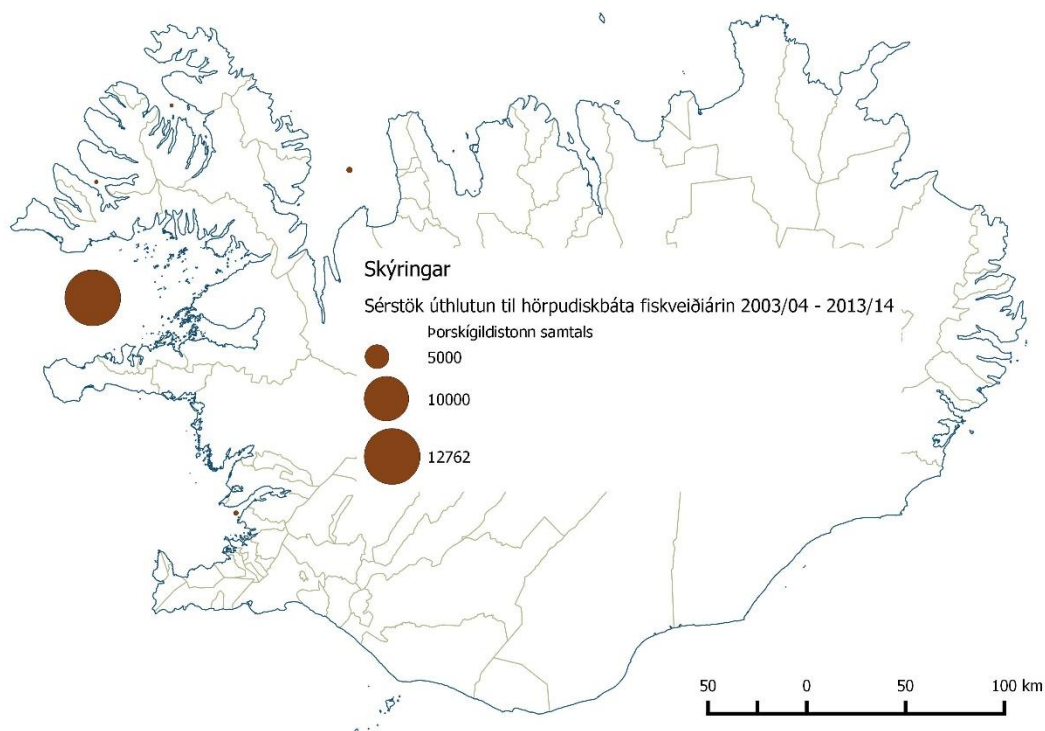 Skýringar
Sérstök úthlutun til hörpudiskbáta fiskveiðiárin 2003/04 - 2013/14
Þorskígildistonn samtals
5000
10000
12762
50 0 50 100 km